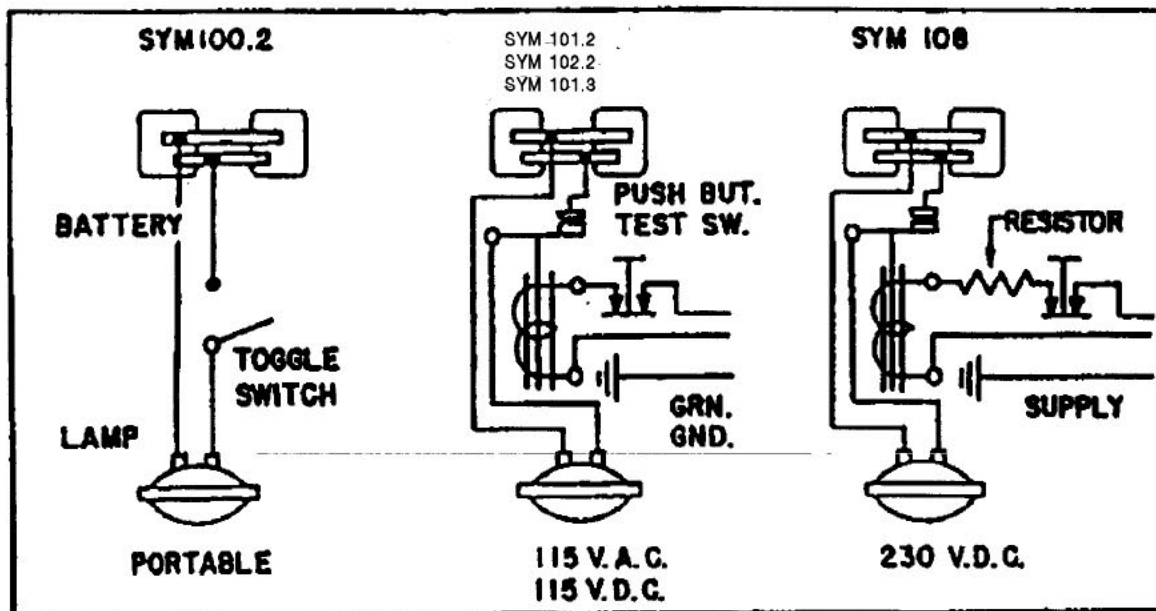 SYM100.2
BATTERY
TOGGLE
SWITCH
LAMP
PORTABLE
SYM 101.2
SYM 102.2
SYM 101.3
PUSH BUT.
TEST SW.
GRN.
GND.
115 V.A.C.
115 V.D.C.
SYM 108
RESISTOR
SUPPLY
230 V.D.C.